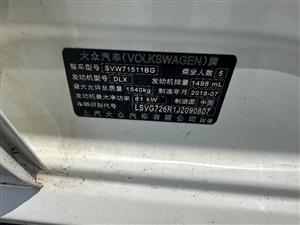 大众汽车(VOLKSWAGEN)牌
整车型号 SVW71511BG 乘坐人数 5
发动机型号 DLX 发动机排量 1498 mL
最大允许总质量 1640kg 制造年月 2018-07
发动机最大净功率 81 kW 制造国 中国
车辆识别代号 LSVG726R1J2090807
上汽大众汽车有限公司